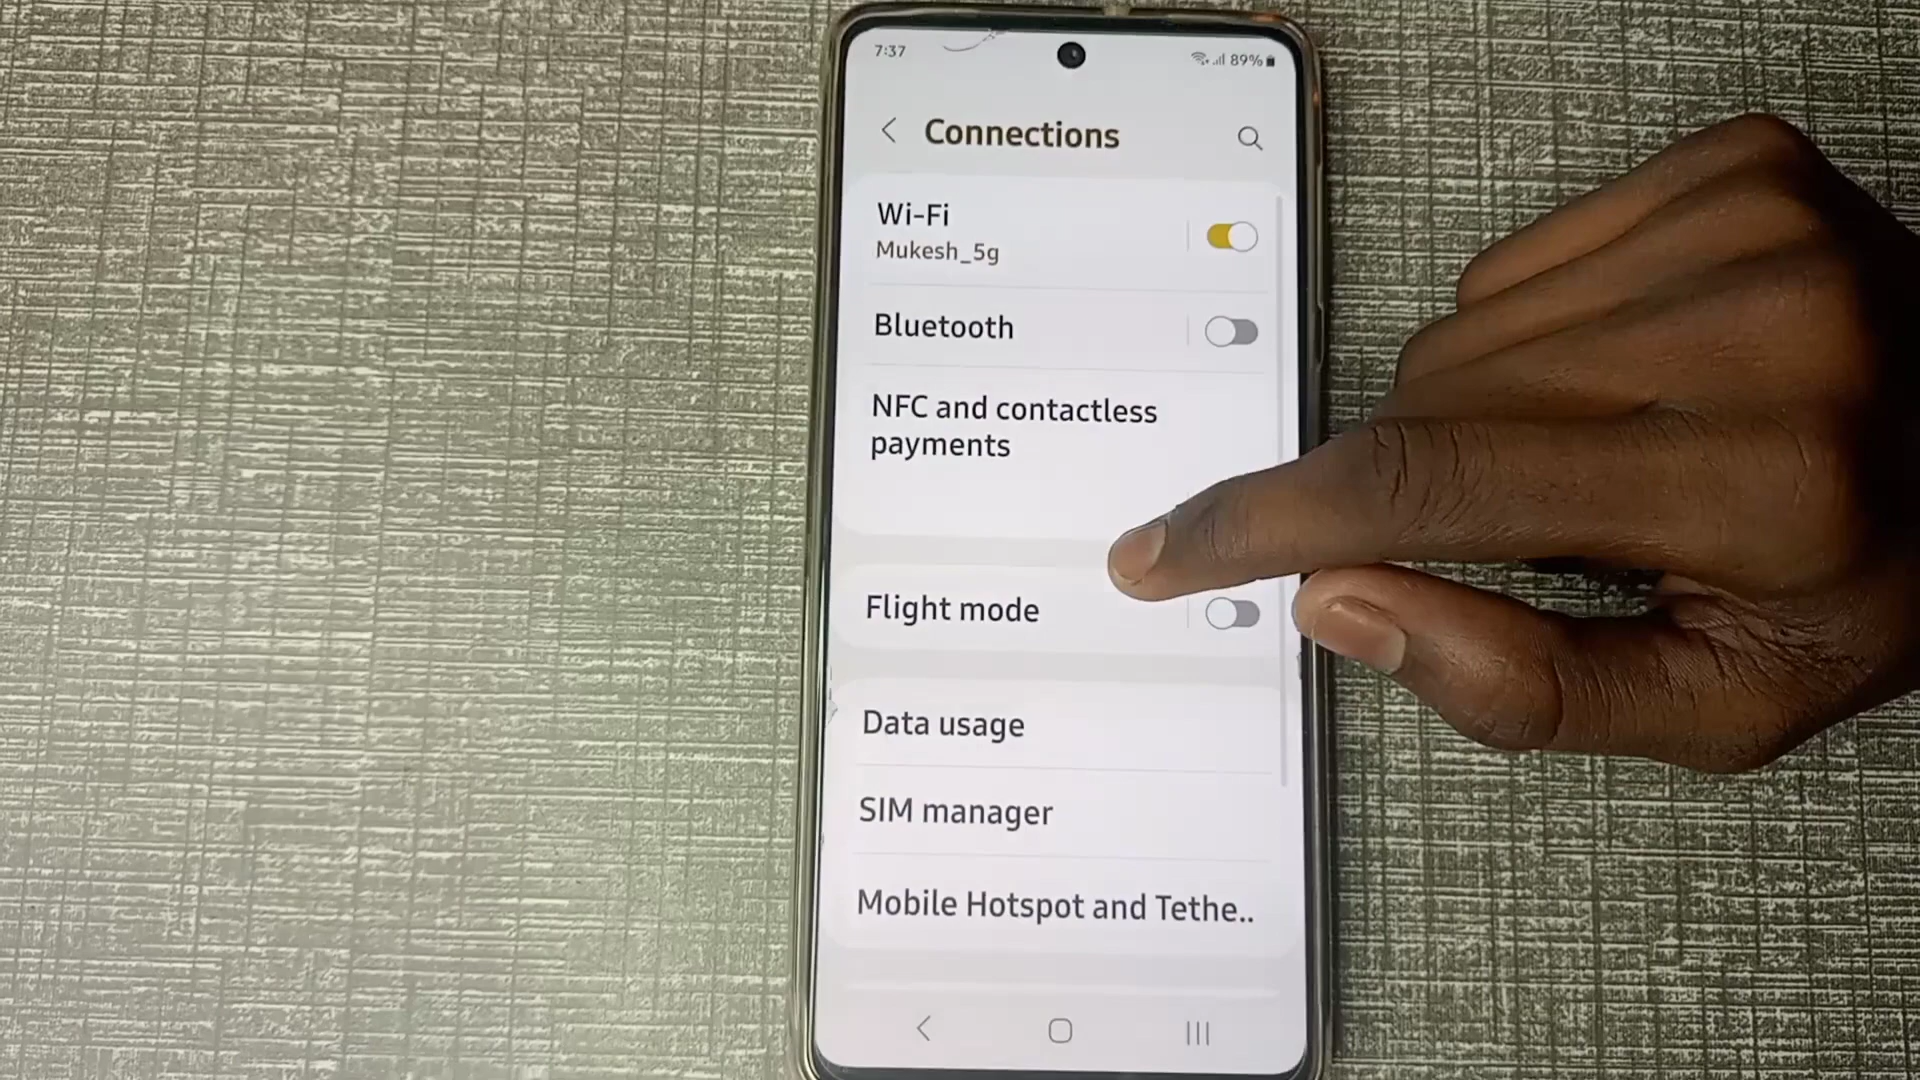 7:37
89%
Connections
Wi-Fi
Mukesh_5g
Bluetooth
NFC and contactless
payments
Flight mode
Data usage
SIM manager
Mobile Hotspot and Tethe..